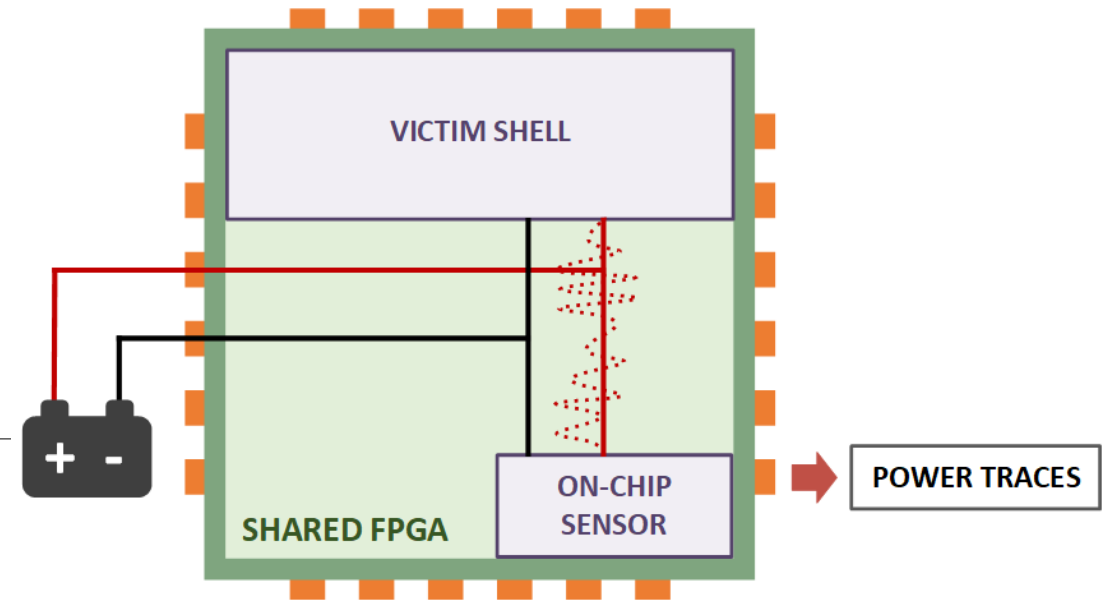 VICTIM SHELL
+ -
ON-CHIP
SENSOR
SHARED FPGA
POWER TRACES